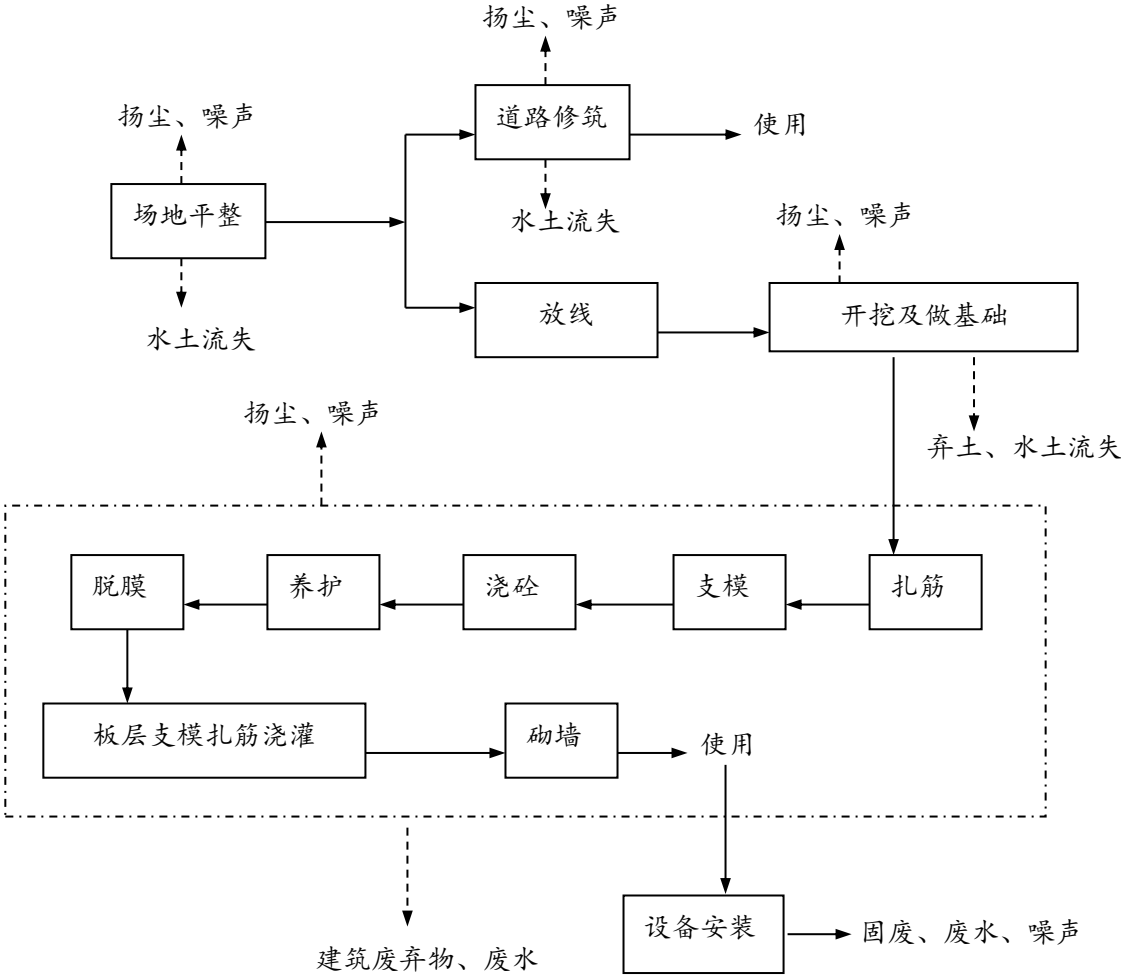 扬尘、噪声
道路修筑
使用
扬尘、噪声
场地平整
水土流失
水土流失
扬尘、噪声
放线
开挖及做基础
弃土、水土流失
扬尘、噪声
脱膜
养护
浇砼
支模
扎筋
板层支模扎筋浇灌
砌墙
使用
建筑废弃物、废水
设备安装
固废、废水、噪声